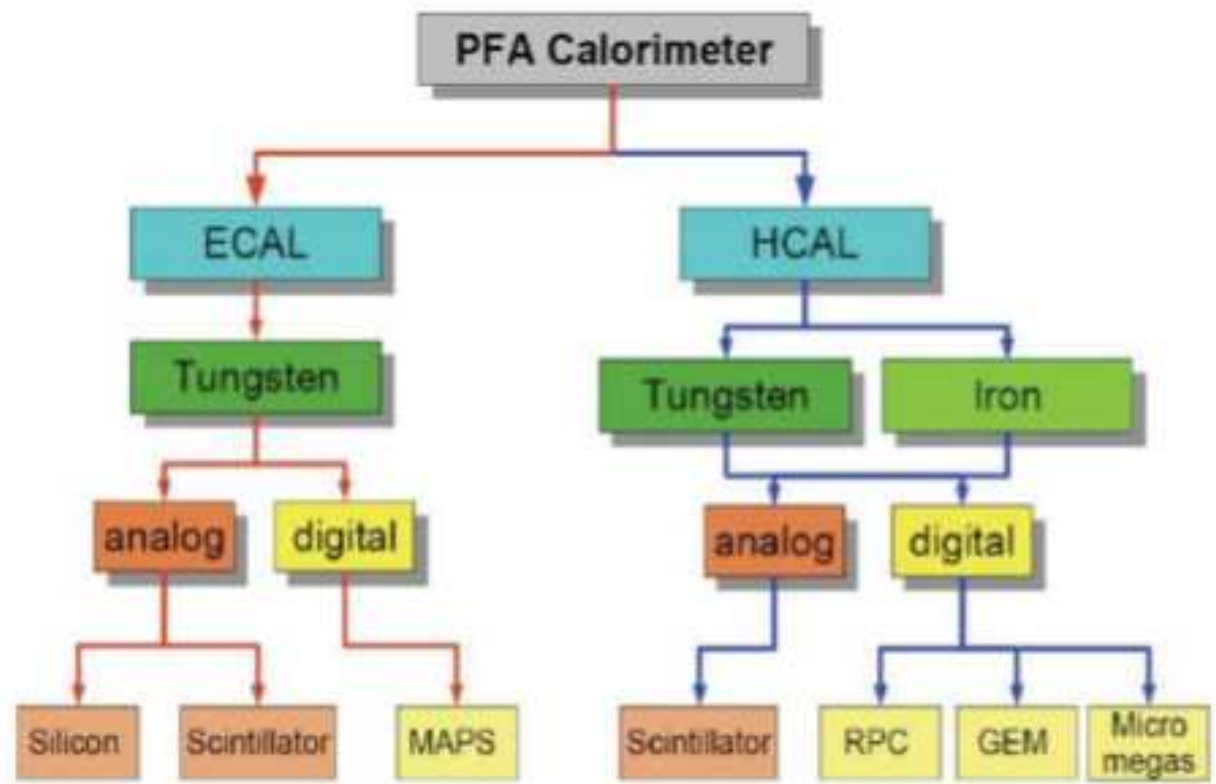 PFA Calorimeter
ECAL
HCAL
Tungsten
Tungsten
Iron
analog
digital
analog
digital
Silicon
Scintillator
MAPS
Scintillator
RPC
GEM
Micro
megas